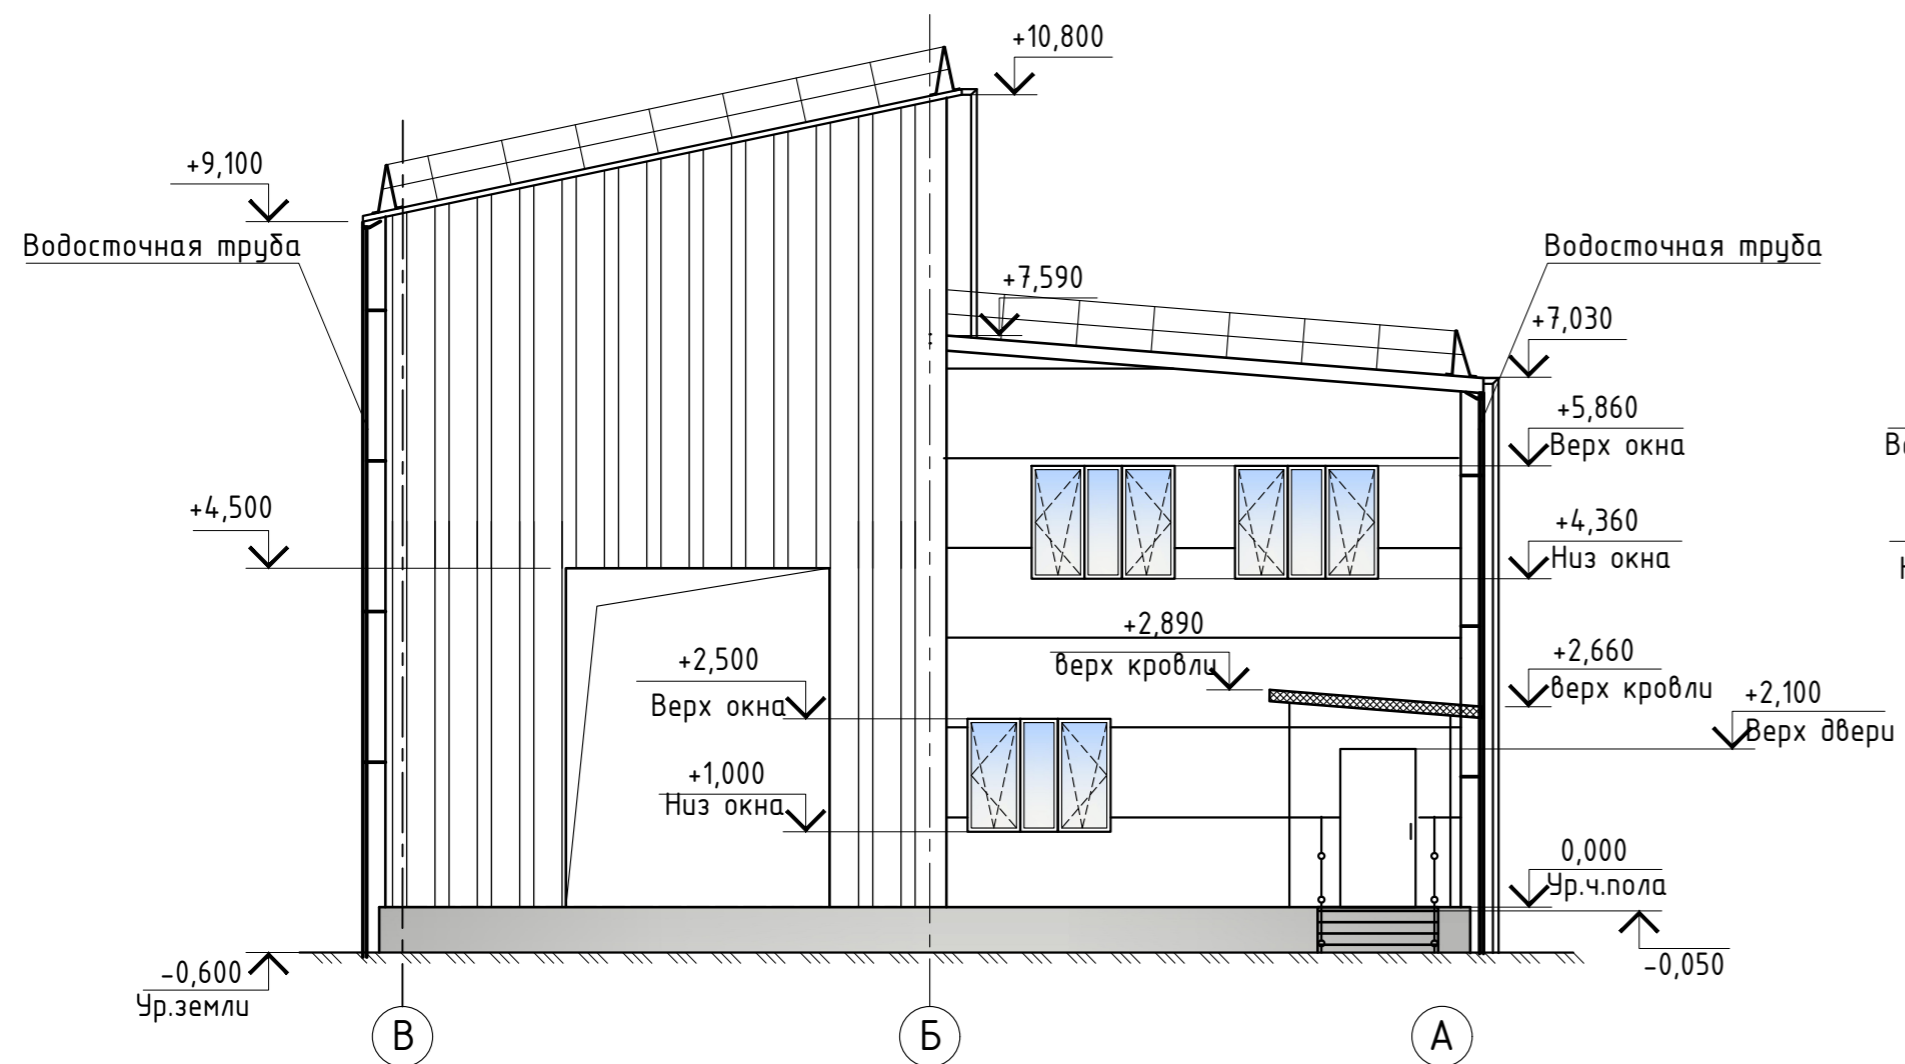 +10,800
+9,100
Водосточная труба
Водосточная труба
+7,590
+7,030
+5,860
Верх окна
+4,500
+4,360
Низ окна
+2,890
верх кровли
+2,500
Верх окна
+2,660
верх кровли
+2,100
Верх двери
+1,000
Низ окна
0,000
Ур.ч.пола
-0,600
Ур.земли
-0,050
В
Б
А